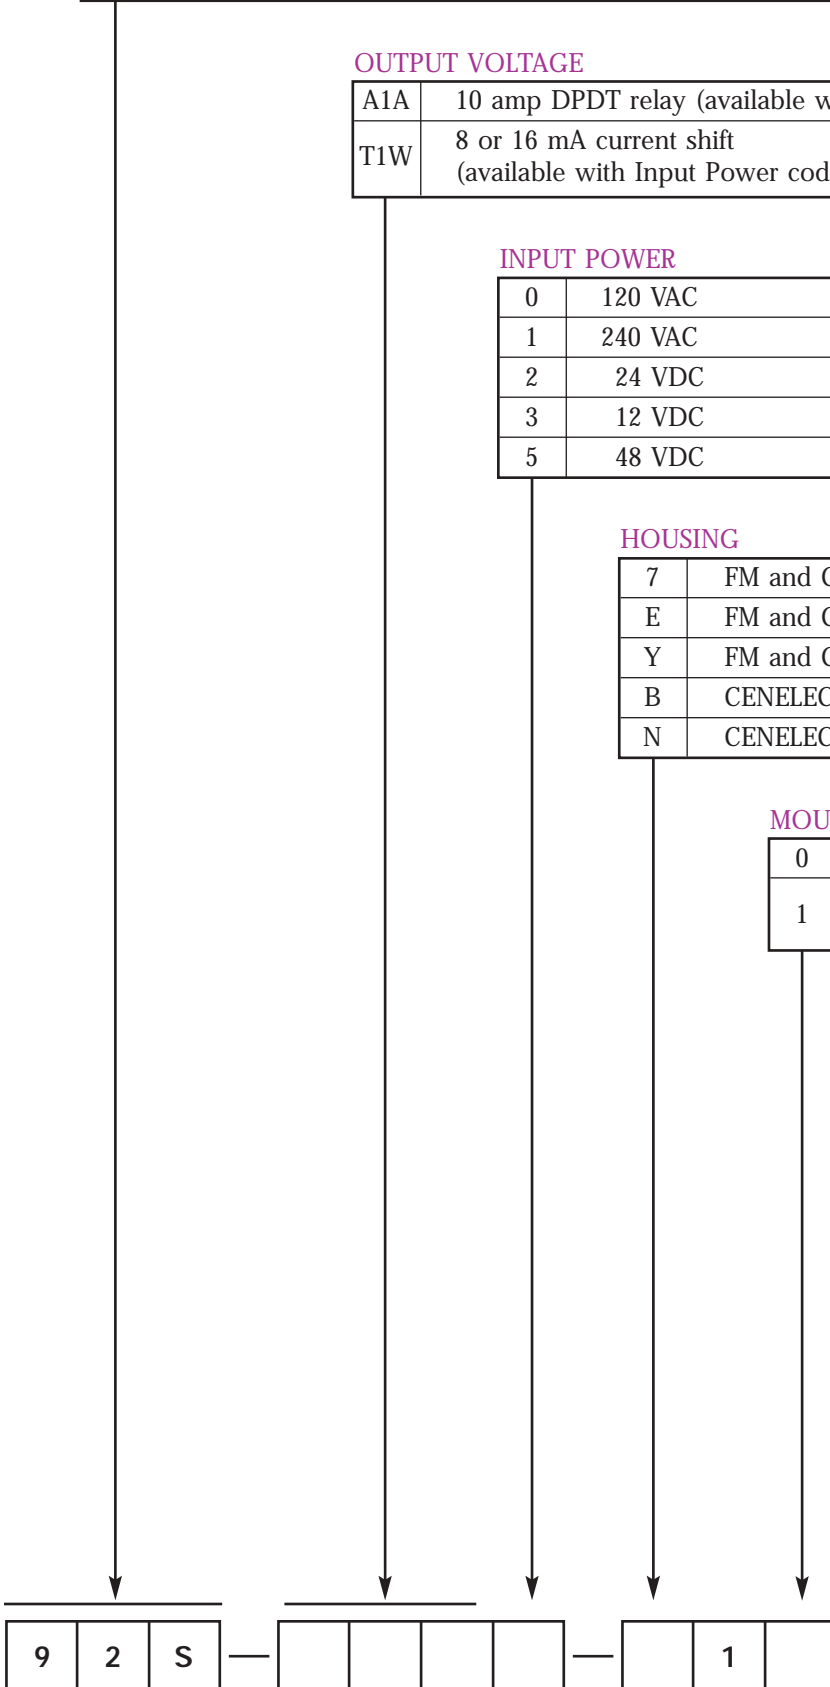 OUTPUT VOLTAGE
A1A 10 amp DPDT relay (available
T1W 8 or 16 mA current shift
(available with Input Power
INPUT POWER
0 120 VAC
1 240 VAC
2 24 VDC
3 12 VDC
5 48 VDC
HOUSING
7 FM and
E FM and
Y FM and
B CENELEC
N CENELEC
0
1
9 2 S — — 1